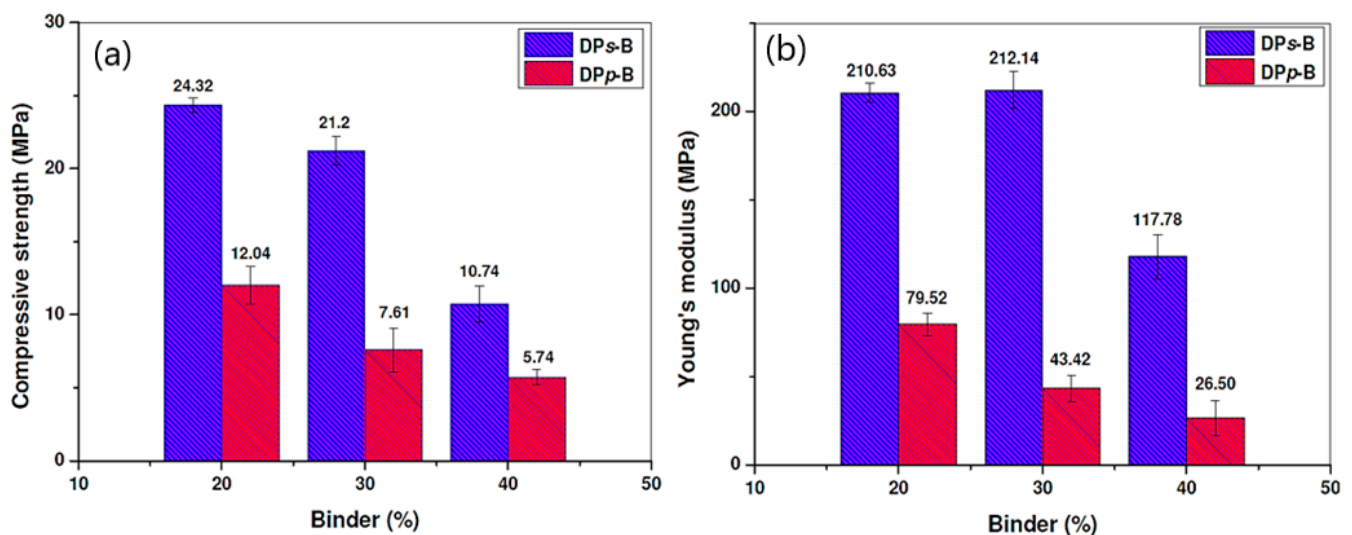 (a)
DPs-B
DPp-B
30
20
10
0
24.32
12.04
21.2
7.61
10.74
5.74
10 20 30 40 50
Binder (%)
Compressive strength (MPa)
(b)
DPs-B
DPp-B
200
100
0
210.63
79.52
212.14
43.42
117.78
26.50
10 20 30 40 50
Binder (%)
Young's modulus (MPa)